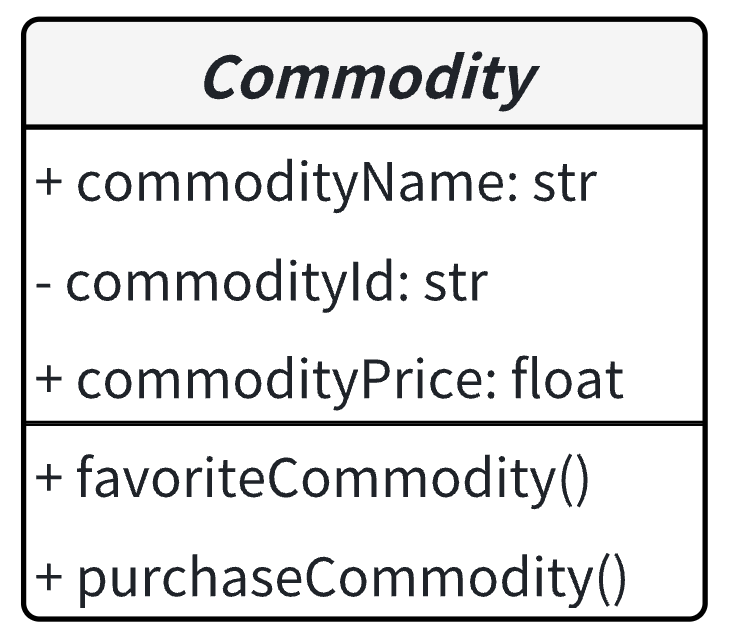 Commodity
+ commodityName: str
- commodityId: str
+ commodityPrice: float
+ favoriteCommodity()
+ purchaseCommodity()